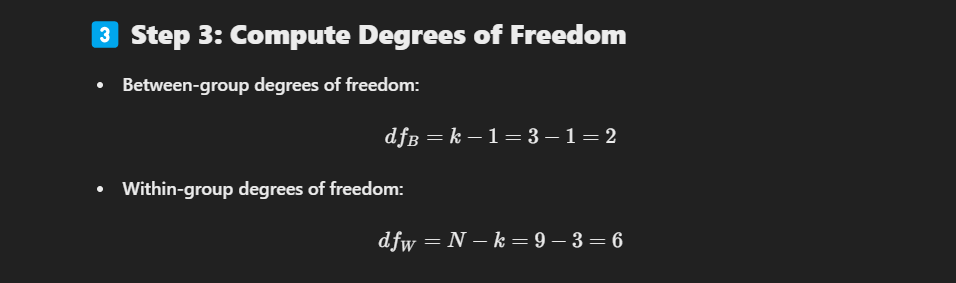 3 Step 3: Compute Degrees of Freedom
• Between-group degrees of freedom:
df_B = k − 1 = 3 − 1 = 2
• Within-group degrees of freedom:
df_W = N − k = 9 − 3 = 6